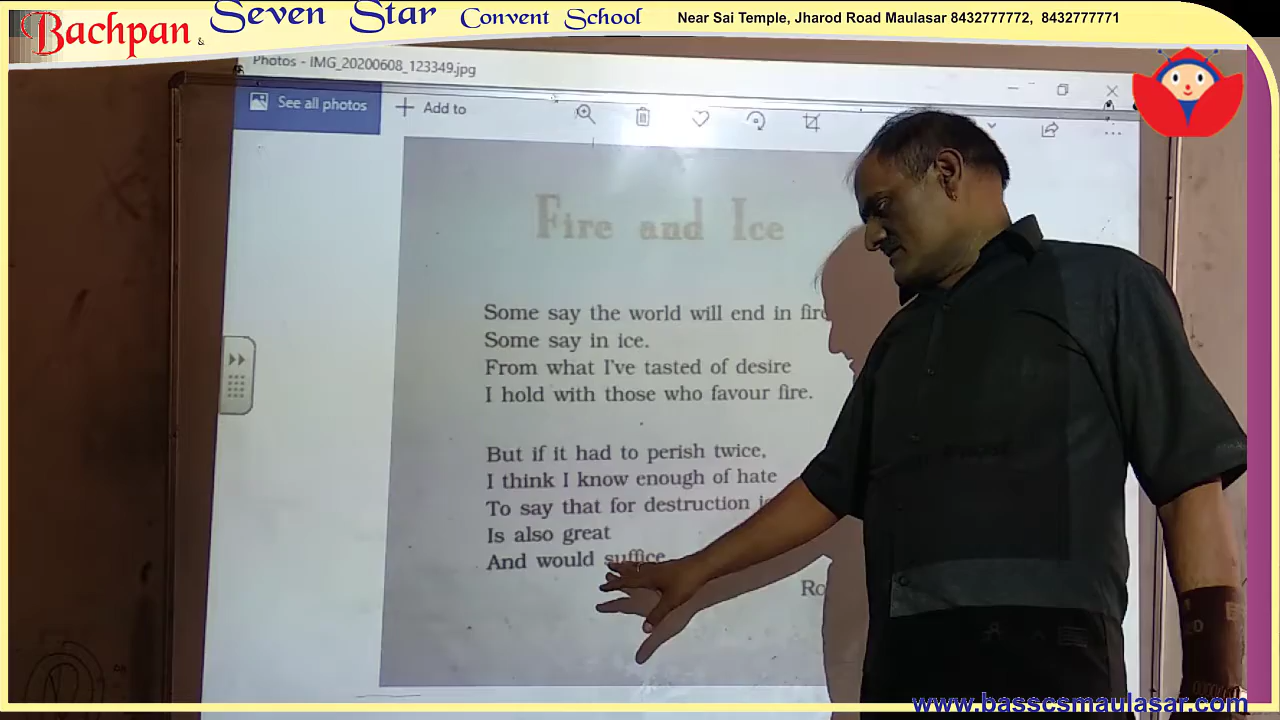 Bachpan & Seven Star Convent School Near Sai Temple, Jharod Road Maulasar 8432777772, 8432777771
Photos - IMG_20200608_123349.jpg
See all photos
Add to
Fire and Ice
Some say the world will end in fire
Some say in ice.
From what I've tasted of desire
I hold with those who favour fire.
But if it had to perish twice,
I think I know enough of hate
To say that for destruction
Is also great
And would suffice
www.basscsmaulasar.com